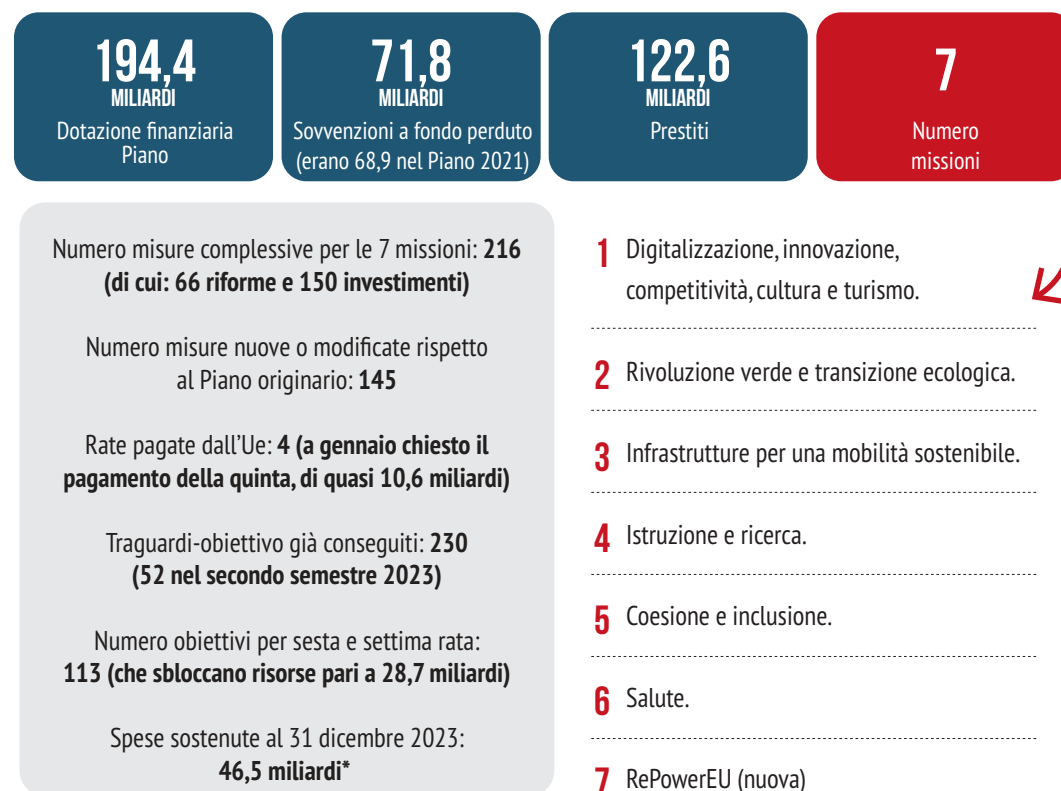 194,4
MILIARDI
Dotazione finanziaria
Piano
71,8
MILIARDI
Sovvenzioni a fondo perduto
(erano 68,9 nel Piano 2021)
122,6
MILIARDI
Prestiti
7
Numero
missioni
Numero misure complessive per le 7 missioni: 216
(di cui: 66 riforme e 150 investimenti)
Numero misure nuove o modificate rispetto
al Piano originario: 145
Rate pagate dall'Ue: 4 (a gennaio chiesto il
pagamento della quinta, di quasi 10,6 miliardi)
Traguardi-obiettivo già conseguiti: 230
(52 nel secondo semestre 2023)
Numero obiettivi per sesta e settima rata:
113 (che sbloccano risorse pari a 28,7 miliardi)
Spese sostenute al 31 dicembre 2023:
46,5 miliardi*
1 Digitalizzazione, innovazione,
competitività, cultura e turismo.
2 Rivoluzione verde e transizione ecologica.
3 Infrastrutture per una mobilità sostenibile.
4 Istruzione e ricerca.
5 Coesione e inclusione.
6 Salute.
7 RePowerEU (nuova)